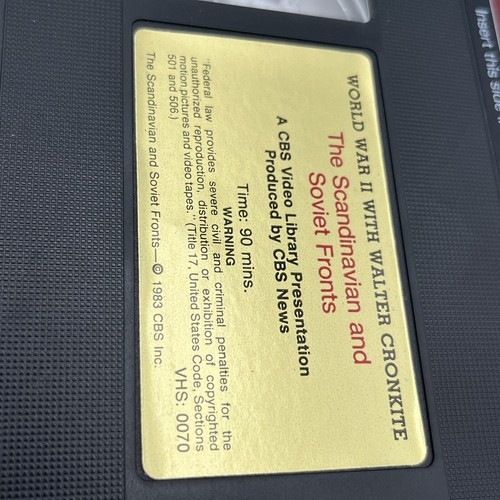 Insert this side
WORLD WAR II WITH WALTER CRONKITE
The Scandinavian and
Soviet Fronts
A CBS Video Library Presentation
Produced by CBS News
Time: 90 mins.
WARNING
"Federal law provides severe civil and criminal penalties for the
unauthorized reproduction, distribution or exhibition of copyrighted
motion pictures and video tapes." (Title 17, United States Code, Sections
501 and 506.)
VHS: 0070
The Scandinavian and Soviet Fronts—© 1983 CBS Inc.